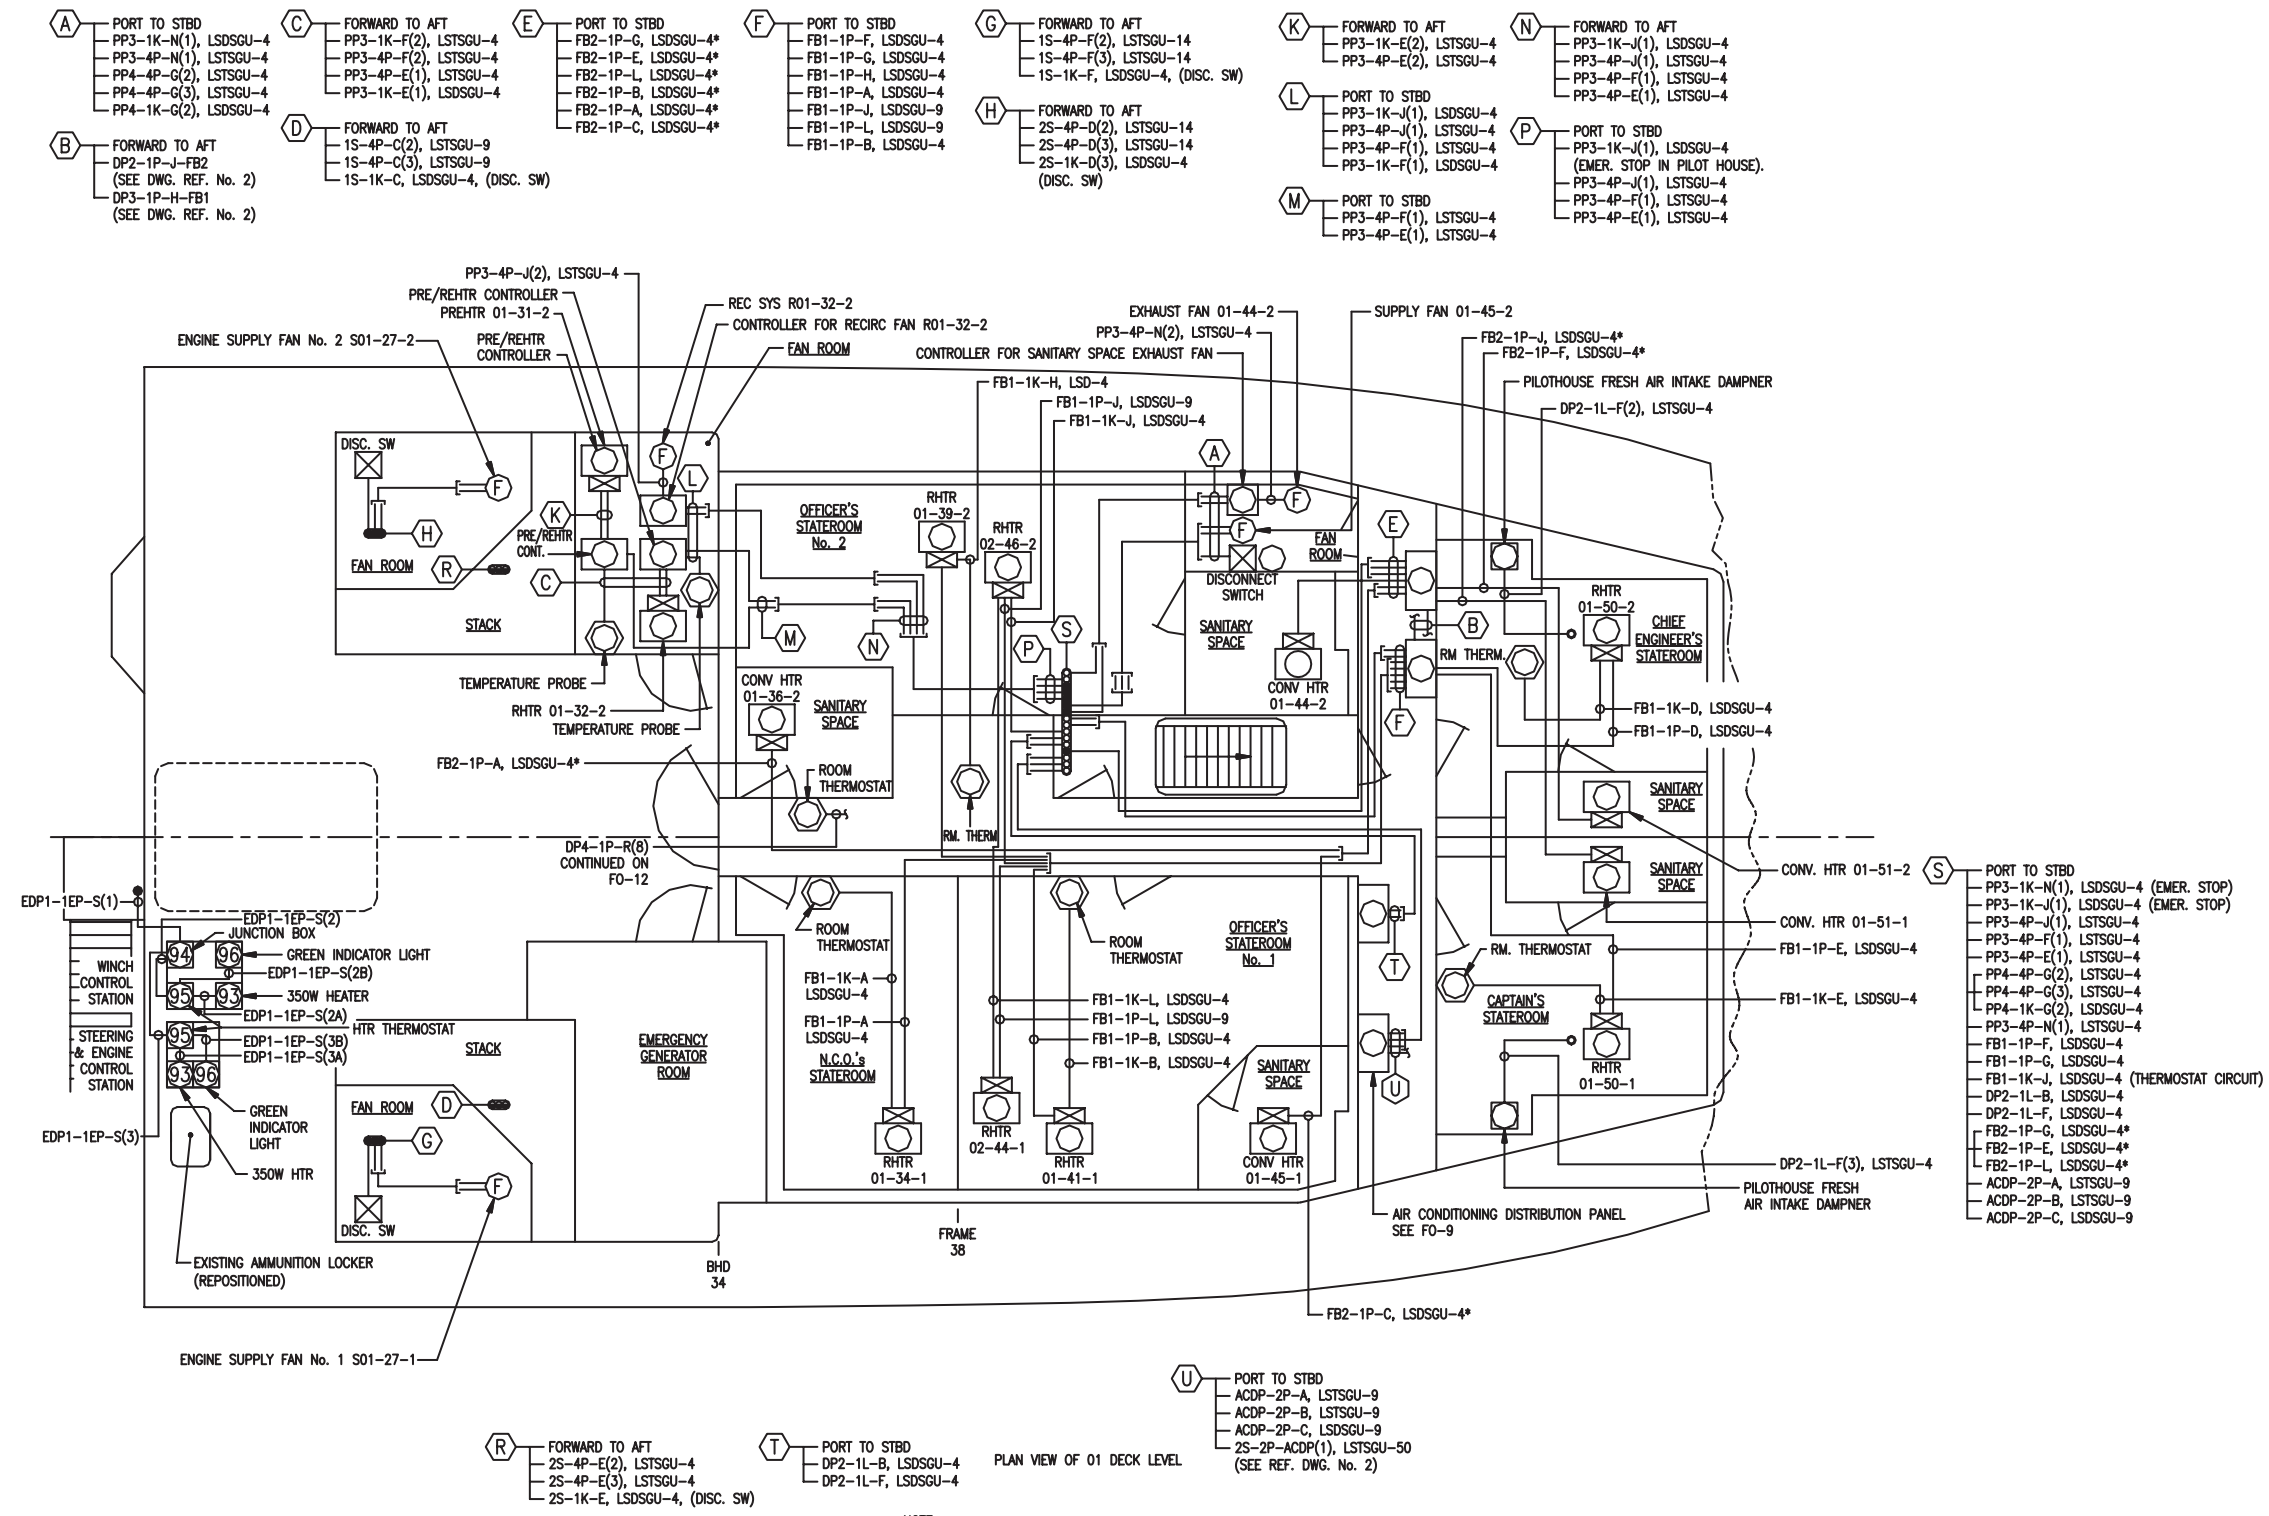 A
PORT TO STBD
PP3-1K-N(1), LSDSGU-4
PP3-4P-N(1), LSTSGU-4
PP4-4P-G(2), LSTSGU-4
PP4-4P-G(3), LSTSGU-4
PP4-1K-G(2), LSDSGU-4
B
FORWARD TO AFT
DP2-1P-J-FB2
(SEE DWG. REF. No. 2)
DP3-1P-H-FB1
(SEE DWG. REF. No. 2)
C
FORWARD TO AFT
PP3-1K-F(2), LSTSGU-4
PP3-4P-F(2), LSTSGU-4
PP3-4P-E(1), LSTSGU-4
PP3-1K-E(1), LSDSGU-4
D
FORWARD TO AFT
1S-4P-C(2), LSTSGU-9
1S-4P-C(3), LSTSGU-9
1S-1K-C, LSDSGU-4, (DISC. SW)
E
PORT TO STBD
FB2-1P-G, LSDSGU-4*
FB2-1P-E, LSDSGU-4*
FB2-1P-L, LSDSGU-4*
FB2-1P-B, LSDSGU-4*
FB2-1P-A, LSDSGU-4*
FB2-1P-C, LSDSGU-4*
F
PORT TO STBD
FB1-1P-F, LSDSGU-4
FB1-1P-G, LSDSGU-4
FB1-1P-H, LSDSGU-4
FB1-1P-A, LSDSGU-4
FB1-1P-J, LSDSGU-9
FB1-1P-L, LSDSGU-9
FB1-1P-B, LSDSGU-4
G
FORWARD TO AFT
1S-4P-F(2), LSTSGU-14
1S-4P-F(3), LSTSGU-14
1S-1K-F, LSDSGU-4, (DISC. SW)
H
FORWARD TO AFT
2S-4P-D(2), LSTSGU-14
2S-4P-D(3), LSTSGU-14
2S-1K-D(3), LSDSGU-4
(DISC. SW)
K
FORWARD TO AFT
PP3-1K-E(2), LSTSGU-4
PP3-4P-E(2), LSTSGU-4
L
PORT TO STBD
PP3-1K-J(1), LSDSGU-4
PP3-4P-J(1), LSTSGU-4
PP3-4P-F(1), LSTSGU-4
PP3-1K-F(1), LSDSGU-4
M
PORT TO STBD
PP3-4P-F(1), LSTSGU-4
PP3-4P-E(1), LSTSGU-4
N
FORWARD TO AFT
PP3-1K-J(1), LSDSGU-4
PP3-4P-J(1), LSTSGU-4
PP3-4P-F(1), LSTSGU-4
PP3-4P-E(1), LSTSGU-4
P
PORT TO STBD
PP3-1K-J(1), LSDSGU-4
(EMER. STOP IN PILOT HOUSE).
PP3-4P-J(1), LSTSGU-4
PP3-4P-F(1), LSTSGU-4
PP3-4P-E(1), LSTSGU-4
PP3-4P-J(2), LSTSGU-4
PRE/REHTR CONTROLLER
PREHTR 01-31-2
ENGINE SUPPLY FAN No. 2 S01-27-2
PRE/REHTR
CONTROLLER
REC SYS R01-32-2
CONTROLLER FOR RECIRC FAN R01-32-2
FAN ROOM
EXHAUST FAN 01-44-2
PP3-4P-N(2), LSTSGU-4
CONTROLLER FOR SANITARY SPACE EXHAUST FAN
SUPPLY FAN 01-45-2
FB1-1K-H, LSD-4
FB1-1P-J, LSDSGU-9
FB1-1K-J, LSDSGU-4
FB2-1P-J, LSDSGU-4*
FB2-1P-F, LSDSGU-4*
PILOTHOUSE FRESH AIR INTAKE DAMPNER
DP2-1L-F(2), LSTSGU-4
DISC. SW
F
H
FAN ROOM
R
STACK
K
PRE/REHTR
CONT.
C
F
L
OFFICER'S
STATEROOM
No. 2
RHTR
01-39-2
RHTR
02-46-2
M
N
P
S
A
F
F
FAN
ROOM
DISCONNECT
SWITCH
SANITARY
SPACE
CONV HTR
01-44-2
E
B
F
RM THERM.
RHTR
01-50-2
CHIEF
ENGINEER'S
STATEROOM
FB1-1K-D, LSDSGU-4
FB1-1P-D, LSDSGU-4
TEMPERATURE PROBE
RHTR 01-32-2
TEMPERATURE PROBE
FB2-1P-A, LSDSGU-4*
CONV HTR
01-36-2
SANITARY
SPACE
ROOM
THERMOSTAT
RM. THERM
DP4-1P-R(8)
CONTINUED ON
FO-12
SANITARY
SPACE
SANITARY
SPACE
CONV. HTR 01-51-2
CONV. HTR 01-51-1
FB1-1P-E, LSDSGU-4
FB1-1K-E, LSDSGU-4
RM. THERMOSTAT
CAPTAIN'S
STATEROOM
RHTR
01-50-1
DP2-1L-F(3), LSTSGU-4
PILOTHOUSE FRESH
AIR INTAKE DAMPNER
EDP1-1EP-S(1)
EDP1-1EP-S(2)
JUNCTION BOX
94
96
GREEN INDICATOR LIGHT
EDP1-1EP-S(2B)
95
93
350W HEATER
EDP1-1EP-S(2A)
HTR THERMOSTAT
95
EDP1-1EP-S(3B)
EDP1-1EP-S(3A)
93
96
WINCH
CONTROL
STATION
STEERING
& ENGINE
CONTROL
STATION
EDP1-1EP-S(3)
GREEN
INDICATOR
LIGHT
350W HTR
EXISTING AMMUNITION LOCKER
(REPOSITIONED)
STACK
FAN ROOM
D
G
F
DISC. SW
ENGINE SUPPLY FAN No. 1 S01-27-1
EMERGENCY
GENERATOR
ROOM
BHD
34
ROOM
THERMOSTAT
FB1-1K-A
LSDSGU-4
FB1-1P-A
LSDSGU-4
N.C.O.'s
STATEROOM
RHTR
01-34-1
FRAME
38
ROOM
THERMOSTAT
OFFICER'S
STATEROOM
No. 1
FB1-1K-L, LSDSGU-4
FB1-1P-L, LSDSGU-9
FB1-1P-B, LSDSGU-4
FB1-1K-B, LSDSGU-4
RHTR
02-44-1
RHTR
01-41-1
SANITARY
SPACE
CONV HTR
01-45-1
T
U
AIR CONDITIONING DISTRIBUTION PANEL
SEE FO-9
FB2-1P-C, LSDSGU-4*
S
PORT TO STBD
PP3-1K-N(1), LSDSGU-4 (EMER. STOP)
PP3-1K-J(1), LSDSGU-4 (EMER. STOP)
PP3-4P-J(1), LSTSGU-4
PP3-4P-F(1), LSTSGU-4
PP3-4P-E(1), LSTSGU-4
PP4-4P-G(2), LSTSGU-4
PP4-4P-G(3), LSTSGU-4
PP4-1K-G(2), LSDSGU-4
PP3-4P-N(1), LSTSGU-4
FB1-1P-F, LSDSGU-4
FB1-1P-G, LSDSGU-4
FB1-1K-J, LSDSGU-4 (THERMOSTAT CIRCUIT)
DP2-1L-B, LSDSGU-4
DP2-1L-F, LSDSGU-4
FB2-1P-G, LSDSGU-4*
FB2-1P-E, LSDSGU-4*
FB2-1P-L, LSDSGU-4*
ACDP-2P-A, LSTSGU-9
ACDP-2P-B, LSTSGU-9
ACDP-2P-C, LSDSGU-9
R
FORWARD TO AFT
2S-4P-E(2), LSTSGU-4
2S-4P-E(3), LSTSGU-4
2S-1K-E, LSDSGU-4, (DISC. SW)
T
PORT TO STBD
DP2-1L-B, LSDSGU-4
DP2-1L-F, LSDSGU-4
PLAN VIEW OF 01 DECK LEVEL
U
PORT TO STBD
ACDP-2P-A, LSTSGU-9
ACDP-2P-B, LSTSGU-9
ACDP-2P-C, LSDSGU-9
2S-2P-ACDP(1), LSTSGU-50
(SEE REF. DWG. No. 2)